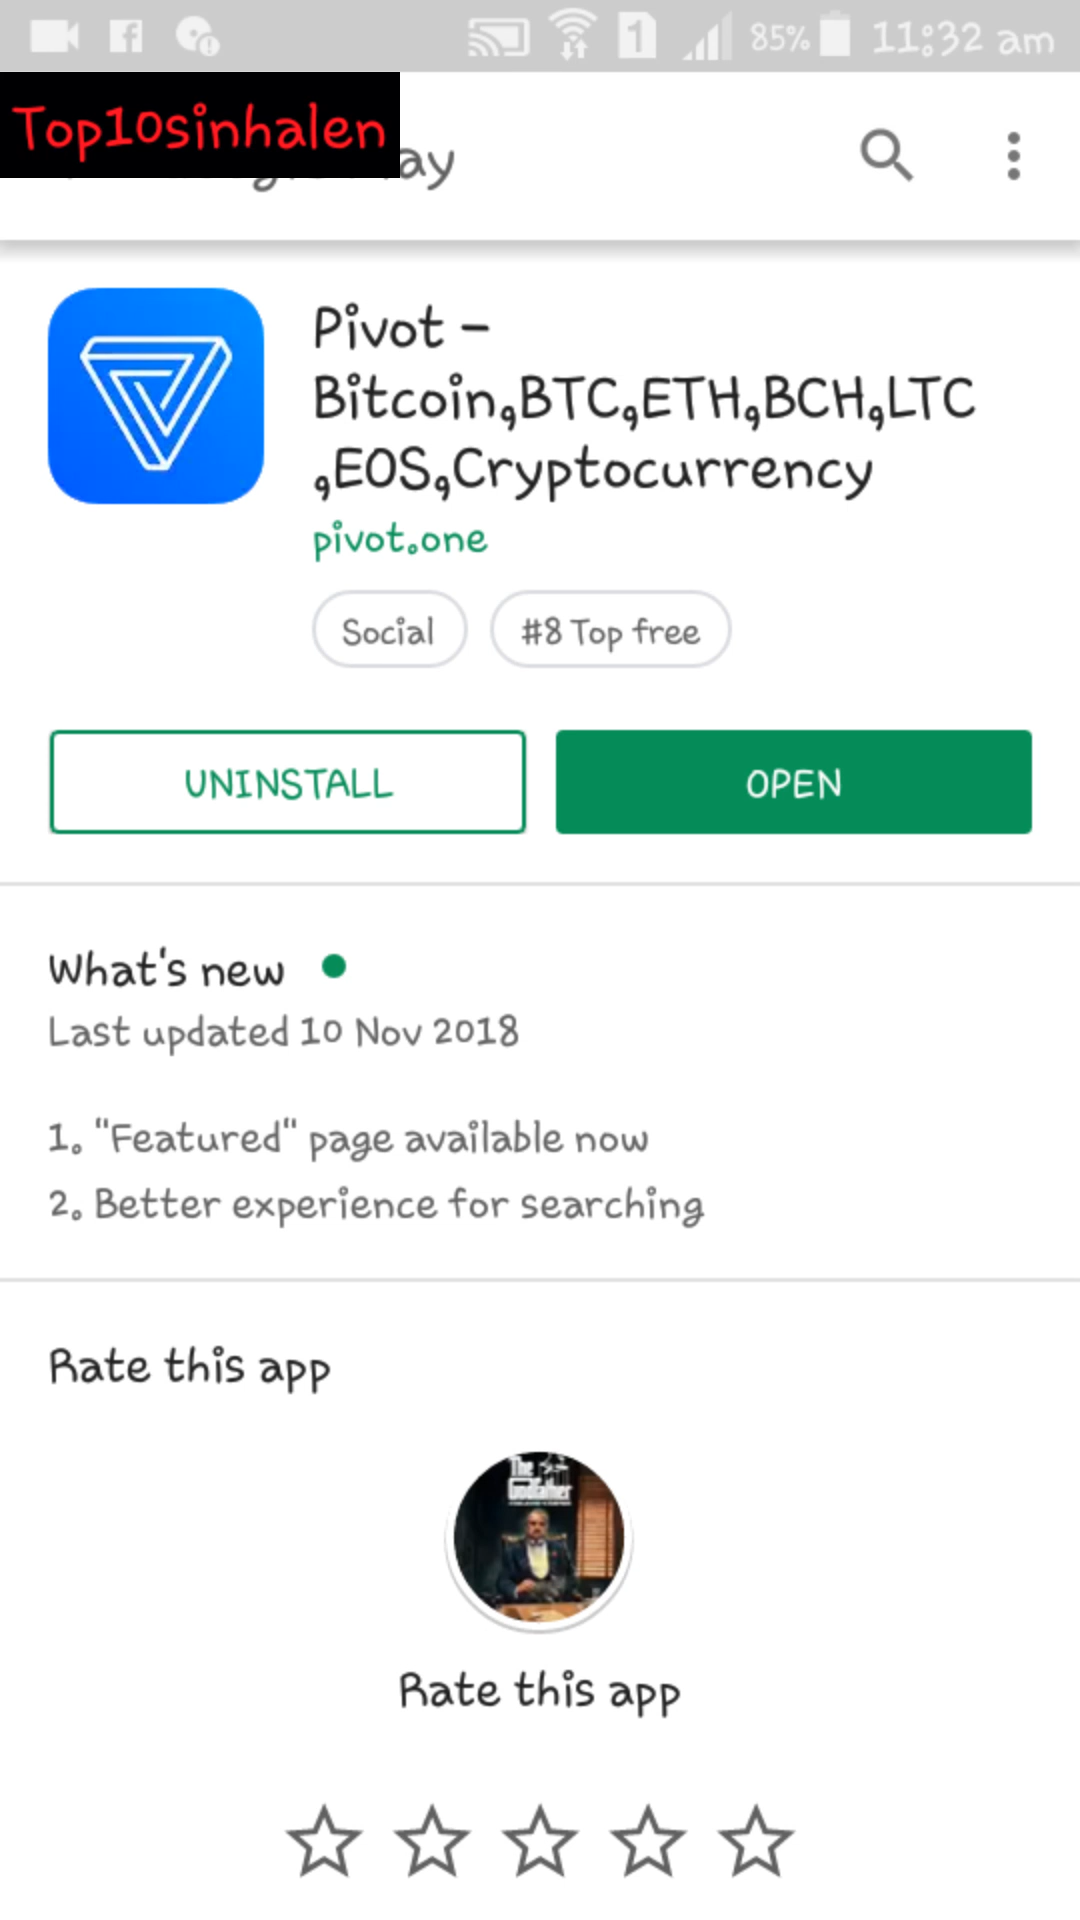 85% 11:32 am
Top10sinhalen
Pivot -
Bitcoin,BTC,ETH,BCH,LTC
,EOS,Cryptocurrency
pivot.one
Social #8 Top free
UNINSTALL OPEN
What's new
Last updated 10 Nov 2018
1. "Featured" page available now
2. Better experience for searching
Rate this app
The
Godfather
Rate this app